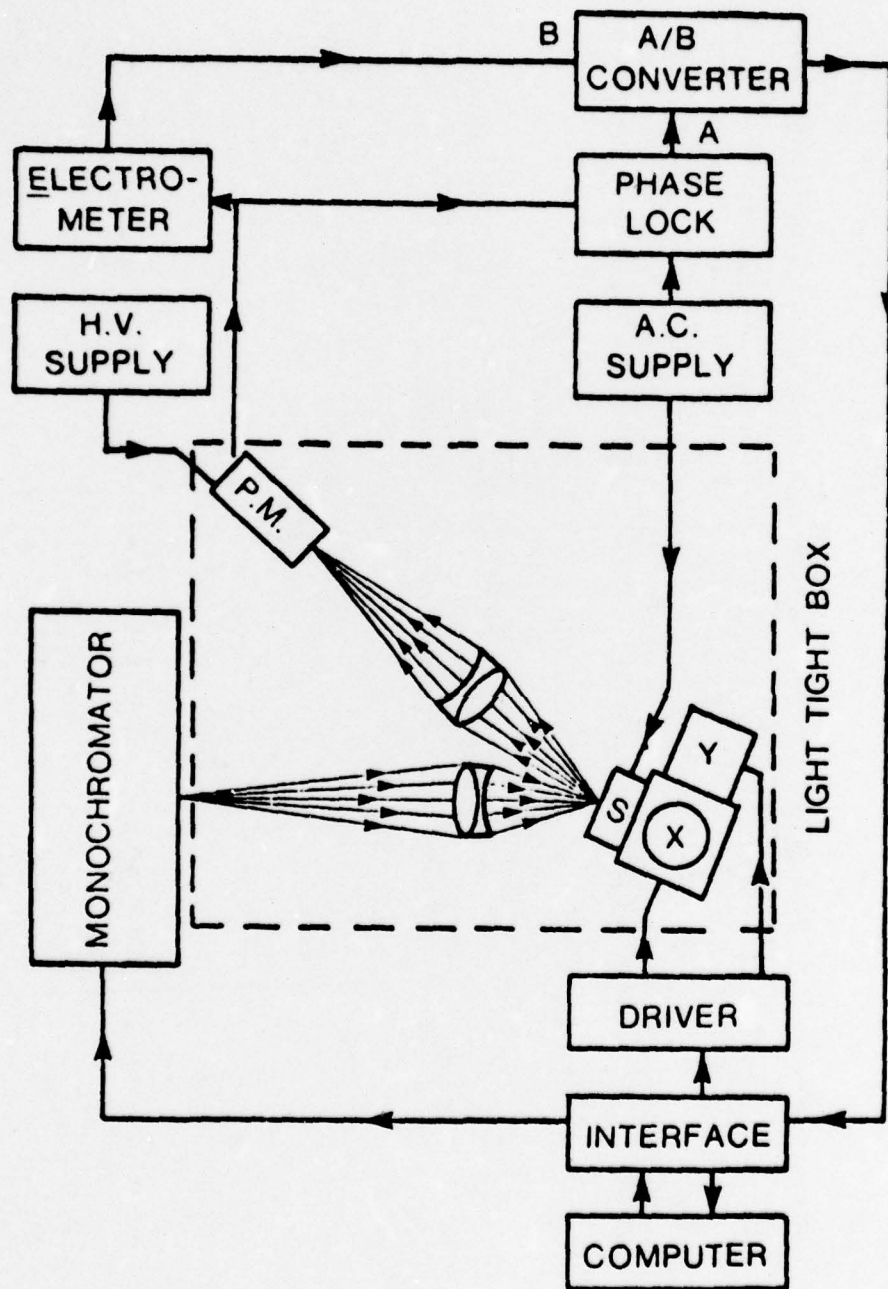 B
A/B
CONVERTER
A
ELECTRO-
METER
PHASE
LOCK
H.V.
SUPPLY
A.C.
SUPPLY
P.M.
MONOCHROMATOR
LIGHT TIGHT BOX
Y
S
X
DRIVER
INTERFACE
COMPUTER